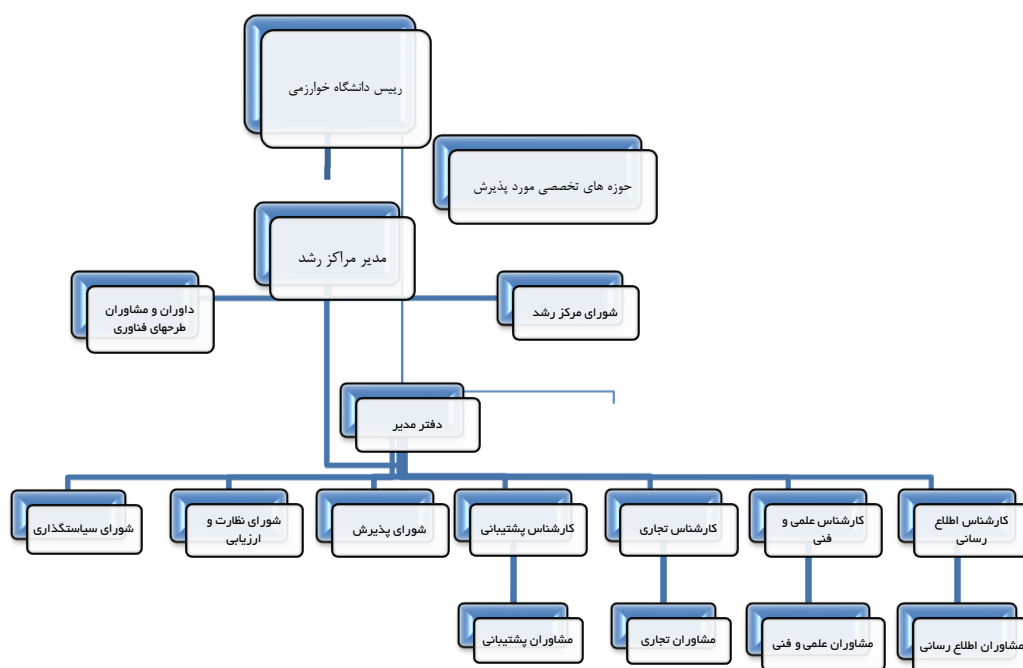 رییس دانشگاه خوارزمی
حوزه های تخصصی مورد پذیرش
مدیر مراکز رشد
شورای مرکز رشد
داوران و مشاوران
طرحهای فناوری
دفتر مدیر
کارشناس اطلاع
رسانی
کارشناس علمی و
فنی
کارشناس تجاری
کارشناس پشتیبانی
شورای پذیرش
شورای نظارت و
ارزیابی
شورای سیاستگذاری
مشاوران اطلاع رسانی
مشاوران علمی و فنی
مشاوران تجاری
مشاوران پشتیبانی